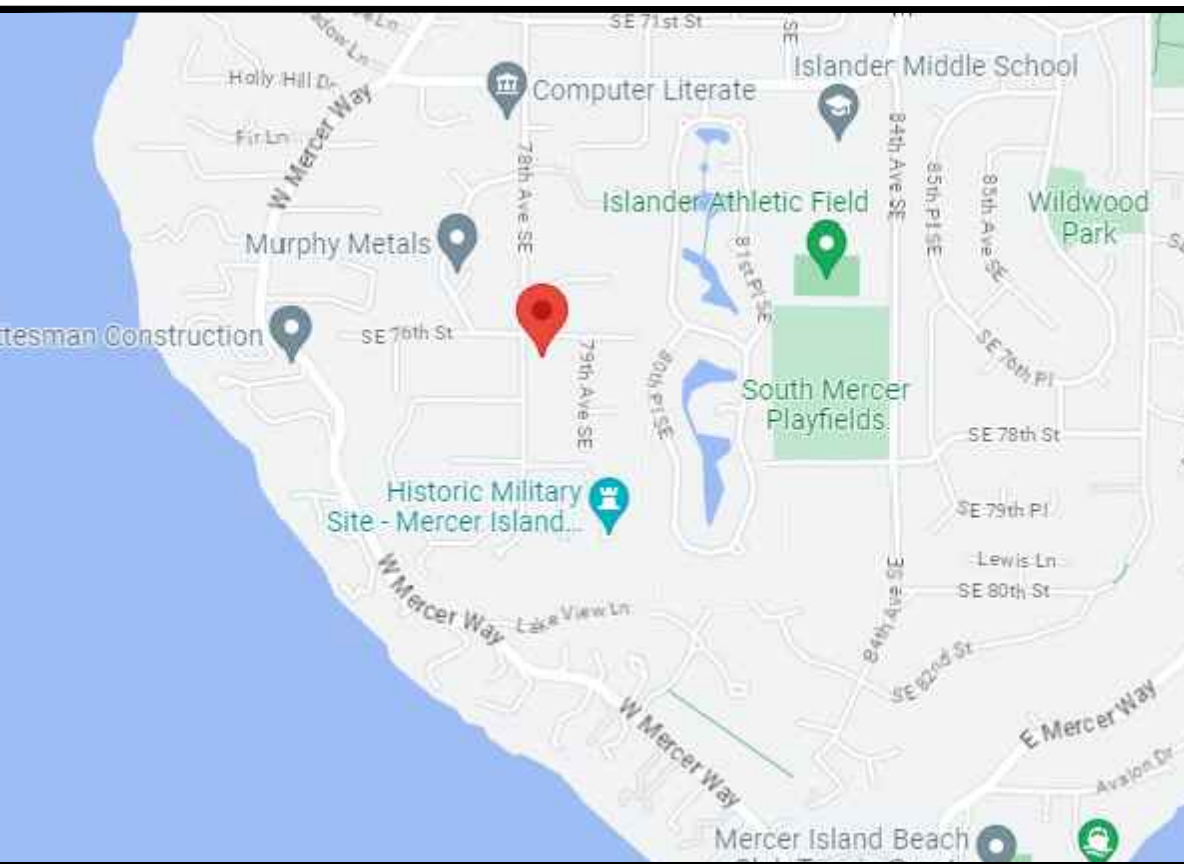 SE 71st St
SE
Holly Hill Dr
Computer Literate
Islander Middle School
Fir Ln
W Mercer Way
78th Ave SE
84th Ave SE
85th Pl SE
85th Ave SE
Islander Athletic Field
Wildwood
Park
Murphy Metals
81st Pl SE
tesman Construction
SE 76th St
79th Ave SE
80th Pl SE
SE 76th Pl
South Mercer
Playfields
SE 78th St
Historic Military
Site - Mercer Island...
SE 79th Pl
Lewis Ln
SE 80th St
W Mercer Way
Lake View Ln
84th Ave SE
SE 82nd St
W Mercer Way
E Mercer Way
Avalon Dr
Mercer Island Beach